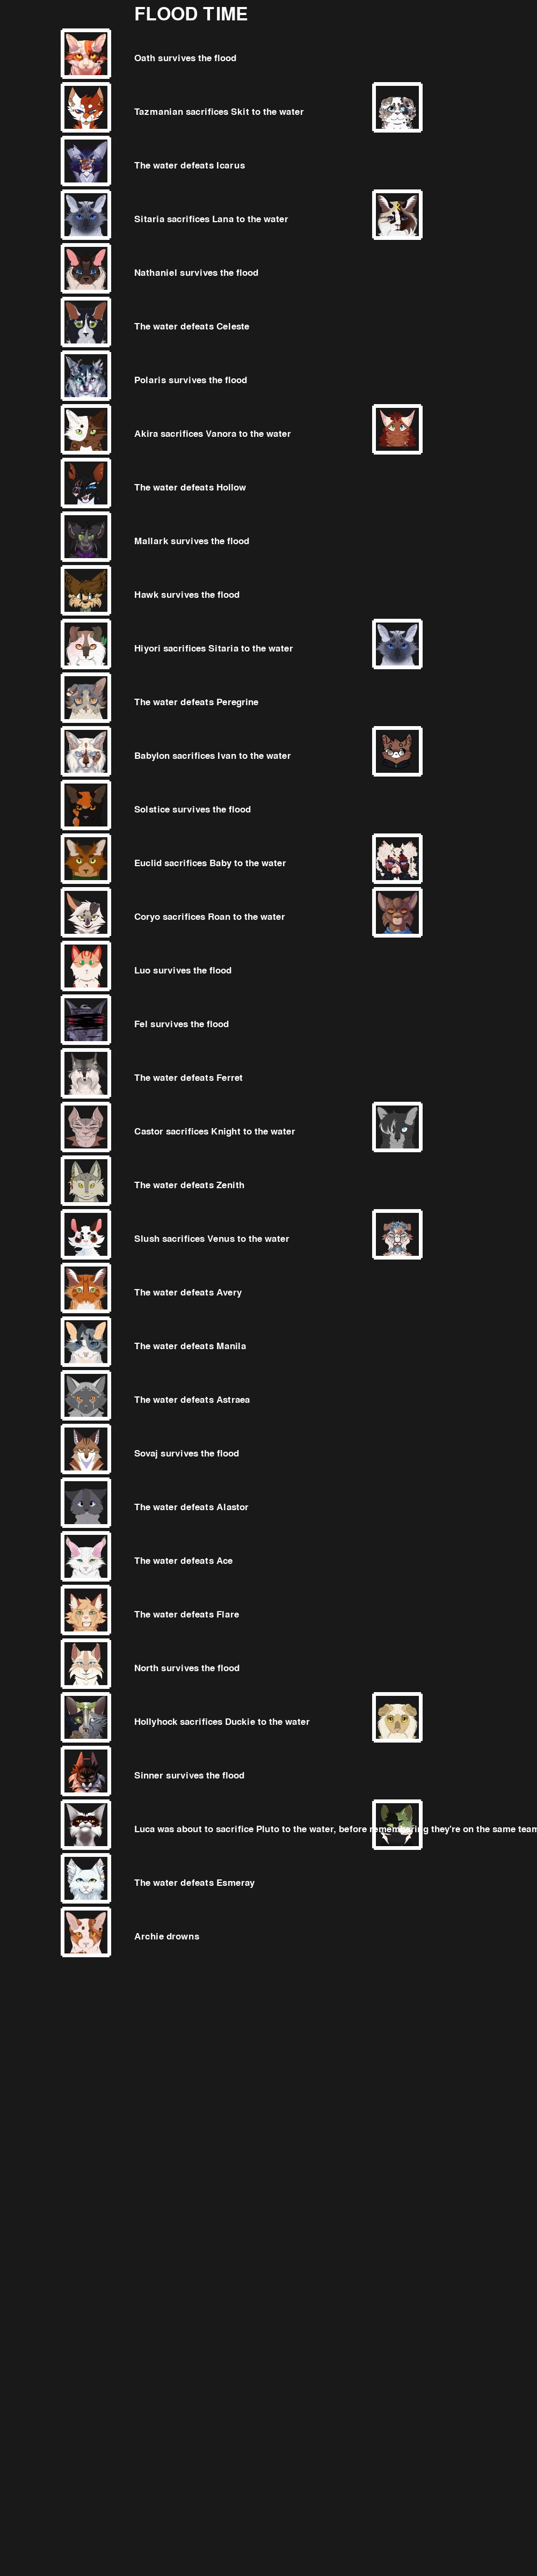 FLOOD TIME
Oath survives the flood
Tazmanian sacrifices Skit to the water
The water defeats Icarus
Sitaria sacrifices Lana to the water
Nathaniel survives the flood
The water defeats Celeste
Polaris survives the flood
Akira sacrifices Vanora to the water
The water defeats Hollow
Mallark survives the flood
Hawk survives the flood
Hiyori sacrifices Sitaria to the water
The water defeats Peregrine
Babylon sacrifices Ivan to the water
Solstice survives the flood
Euclid sacrifices Baby to the water
Coryo sacrifices Roan to the water
Luo survives the flood
Fel survives the flood
The water defeats Ferret
Castor sacrifices Knight to the water
The water defeats Zenith
Slush sacrifices Venus to the water
The water defeats Avery
The water defeats Manila
The water defeats Astraea
Sovaj survives the flood
The water defeats Alastor
The water defeats Ace
The water defeats Flare
North survives the flood
Hollyhock sacrifices Duckie to the water
Sinner survives the flood
Luca was about to sacrifice Pluto to the water, before remembering they're on the same team
The water defeats Esmeray
Archie drowns